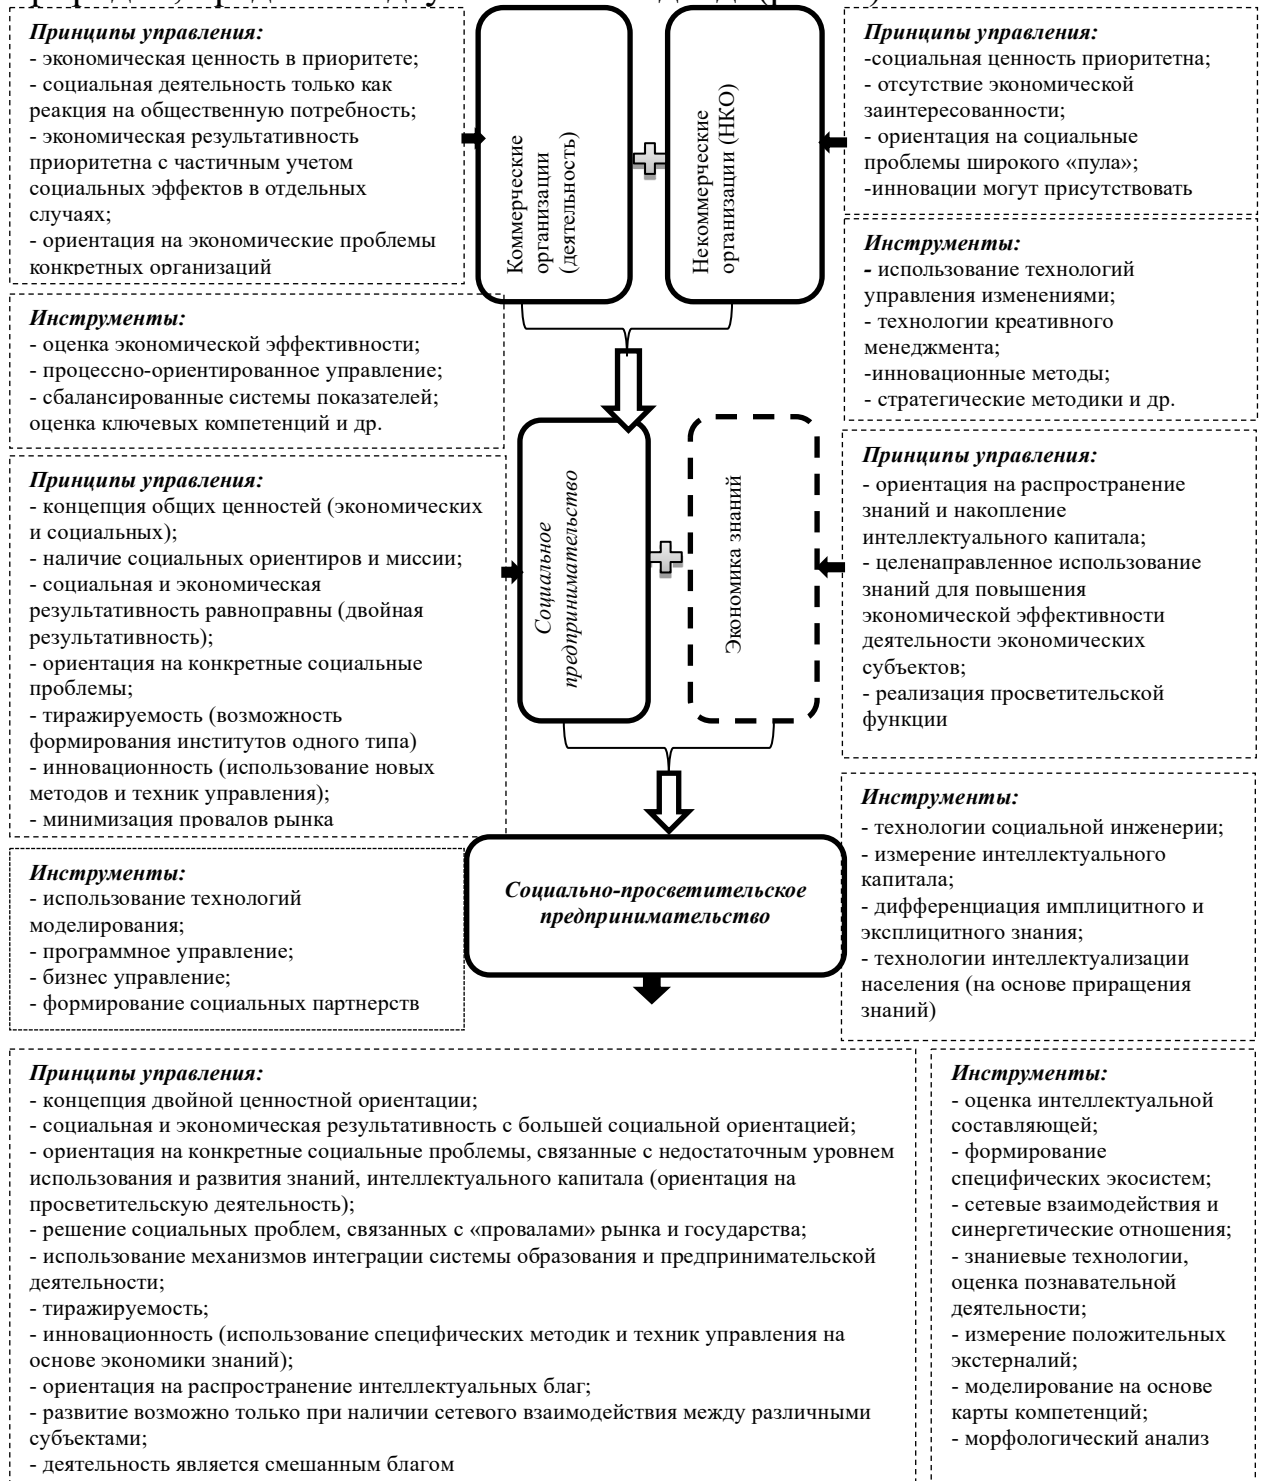 Принципы управления:
- экономическая ценность в приоритете;
- социальная деятельность только как
реакция на общественную потребность;
- экономическая результативность
приоритетна с частичным учетом
социальных эффектов в отдельных
случаях;
- ориентация на экономические проблемы
конкретных организаций
Коммерческие
организации
(деятельность)
Некоммерческие
организации (НКО)
Принципы управления:
-социальная ценность приоритетна;
- отсутствие экономической
заинтересованности;
- ориентация на социальные
проблемы широкого «пула»;
-инновации могут присутствовать
Инструменты:
- оценка экономической эффективности;
- процессно-ориентированное управление;
- сбалансированные системы показателей;
оценка ключевых компетенций и др.
Инструменты:
- использование технологий
управления изменениями;
- технологии креативного
менеджмента;
-инновационные методы;
- стратегические методики и др.
Принципы управления:
- концепция общих ценностей (экономических
и социальных);
- наличие социальных ориентиров и миссии;
- социальная и экономическая
результативность равноправны (двойная
результативность);
- ориентация на конкретные социальные
проблемы;
- тиражируемость (возможность
формирования институтов одного типа)
- инновационность (использование новых
методов и техник управления);
- минимизация провалов рынка
Социальное
предпринимательство
Экономика знаний
Принципы управления:
- ориентация на распространение
знаний и накопление
интеллектуального капитала;
- целенаправленное использование
знаний для повышения
экономической эффективности
деятельности экономических
субъектов;
- реализация просветительской
функции
Инструменты:
- использование технологий
моделирования;
- программное управление;
- бизнес управление;
- формирование социальных партнерств
Социально-просветительское
предпринимательство
Инструменты:
- технологии социальной инженерии;
- измерение интеллектуального
капитала;
- дифференциация имплицитного и
эксплицитного знания;
- технологии интеллектуализации
населения (на основе приращения
знаний)
Принципы управления:
- концепция двойной ценностной ориентации;
- социальная и экономическая результативность с большей социальной ориентацией;
- ориентация на конкретные социальные проблемы, связанные с недостаточным уровнем
использования и развития знаний, интеллектуального капитала (ориентация на
просветительскую деятельность);
- решение социальных проблем, связанных с «провалами» рынка и государства;
- использование механизмов интеграции системы образования и предпринимательской
деятельности;
- тиражируемость;
- инновационность (использование специфических методик и техник управления на
основе экономики знаний);
- ориентация на распространение интеллектуальных благ;
- развитие возможно только при наличии сетевого взаимодействия между различными
субъектами;
- деятельность является смешанным благом
Инструменты:
- оценка интеллектуальной
составляющей;
- формирование
специфических экосистем;
- сетевые взаимодействия и
синергетические отношения;
- знаниевые технологии,
оценка познавательной
деятельности;
- измерение положительных
экстерналий;
- моделирование на основе
карты компетенций;
- морфологический анализ